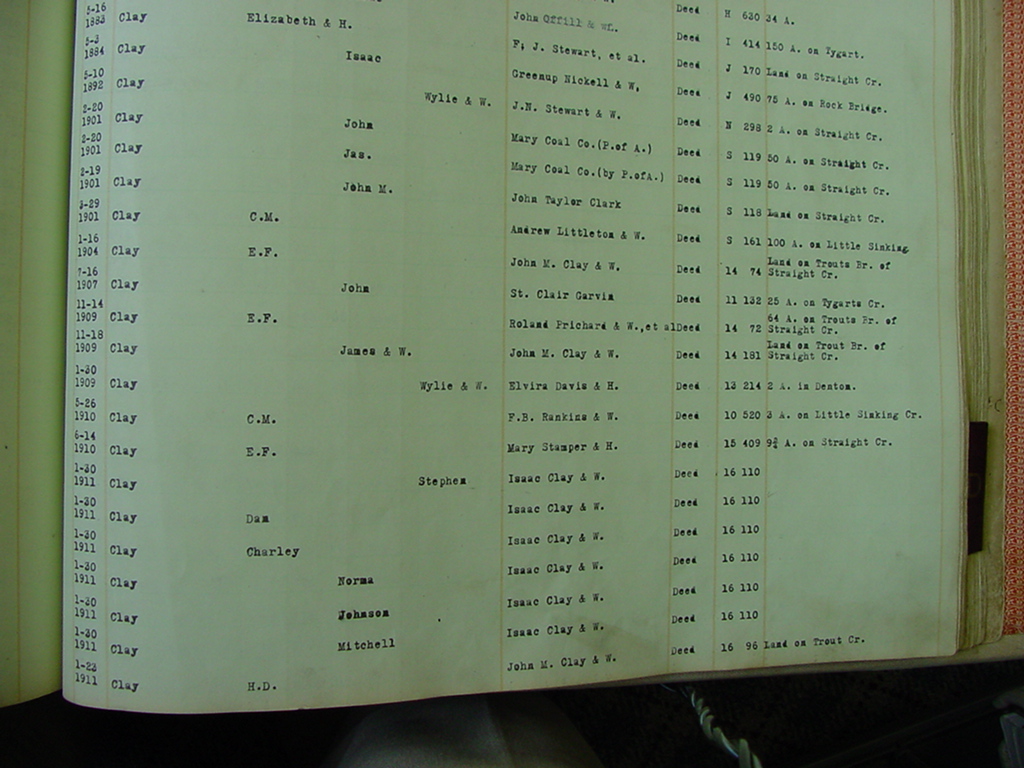 Deed H 630 34 A.
5-16
1883 Clay Elizabeth & H. F. J. Stewart, et al. Deed J 170 Land on Straight Cr.
John Offill & wf. Deed I 414 150 A. on Tygart.
5-3
1884 Clay Isaac Greenup Nickell & W. Deed J 490 75 A. on Rock Bridge.
5-10
1892 Clay Wylie & W. J.N. Stewart & W. Deed N 298 2 A. on Straight Cr.
2-20
1901 Clay John Mary Coal Co.(P.of A.) Deed S 119 50 A. on Straight Cr.
2-20
1901 Clay Jas. Mary Coal Co.(by P.ofA.) Deed S 119 50 A. on Straight Cr.
2-19
1901 Clay John M. John Taylor Clark Deed S 118 Land on Straight Cr.
3-29
1901 Clay C.M. Andrew Littleton & W. Deed S 161 100 A. on Little Sinking
1-16
1904 Clay E.F. John M. Clay & W. Deed 14 74 Land on Trouts Br. of
Straight Cr.
7-16
1907 Clay John St. Clair Garvin Deed 11 132 25 A. on Tygarts Cr.
11-14
1909 Clay E.F. Roland Prichard & W.,et al Deed 14 72 64 A. on Trouts Br. of
Straight Cr.
11-18
1909 Clay James & W. John M. Clay & W. Deed 14 181 Land on Trout Br. of
Straight Cr.
1-30
1909 Clay Wylie & W. Elvira Davis & H. Deed 13 214 2 A. in Denton.
5-26
1910 Clay C.M. F.B. Rankins & W. Deed 10 520 3 A. on Little Sinking Cr.
6-14
1910 Clay E.F. Mary Stamper & H. Deed 15 409 9¾ A. on Straight Cr.
1-30
1911 Clay Stephen Isaac Clay & W. Deed 16 110
1-30
1911 Clay Dan Isaac Clay & W. Deed 16 110
1-30
1911 Clay Charley Isaac Clay & W. Deed 16 110
1-30
1911 Clay Norma Isaac Clay & W. Deed 16 110
1-30
1911 Clay Johnson Isaac Clay & W. Deed 16 110
1-30
1911 Clay Mitchell Isaac Clay & W. Deed 16 110
1-23
1911 Clay H.D. John M. Clay & W. Deed 16 96 Land on Trout Cr.